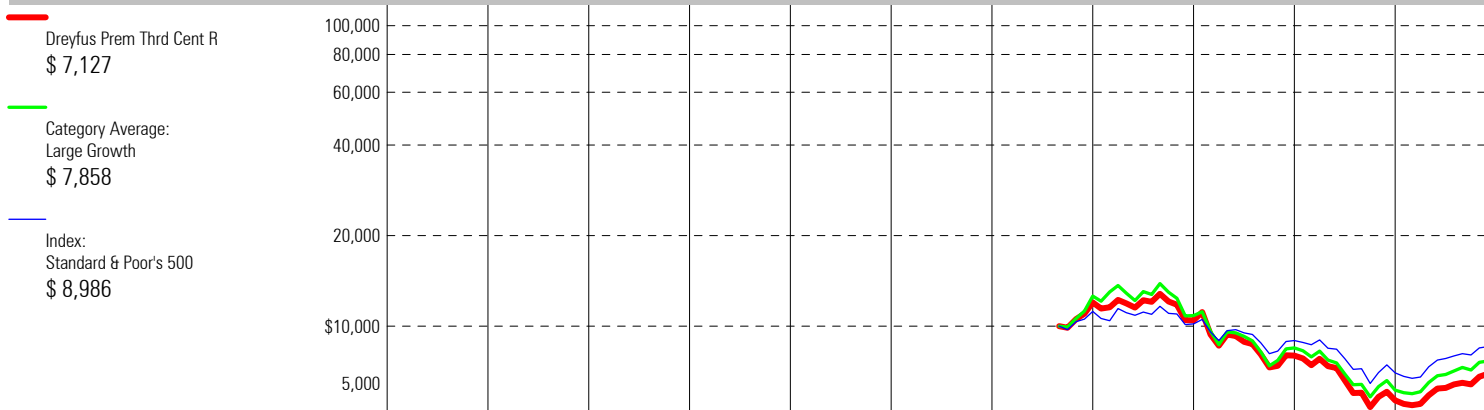 Dreyfus Prem Thrd Cent R
$ 7,127
Category Average:
Large Growth
$ 7,858
Index:
Standard & Poor's 500
$ 8,986
100,000
80,000
60,000
40,000
20,000
$10,000
5,000